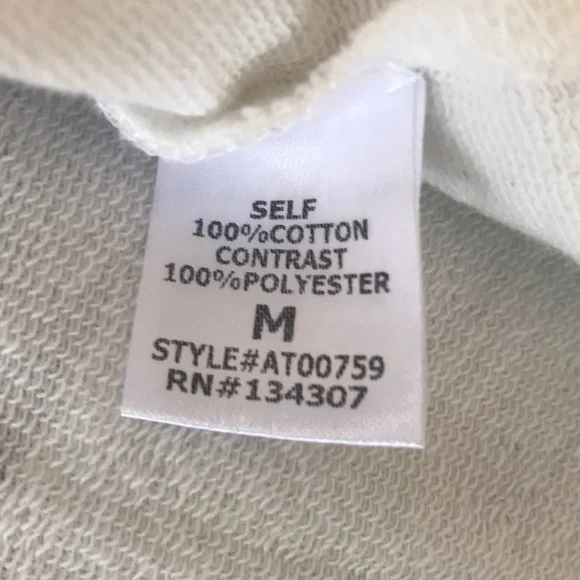 SELF
100%COTTON
CONTRAST
100%POLYESTER
M
STYLE#AT00759
RN#134307